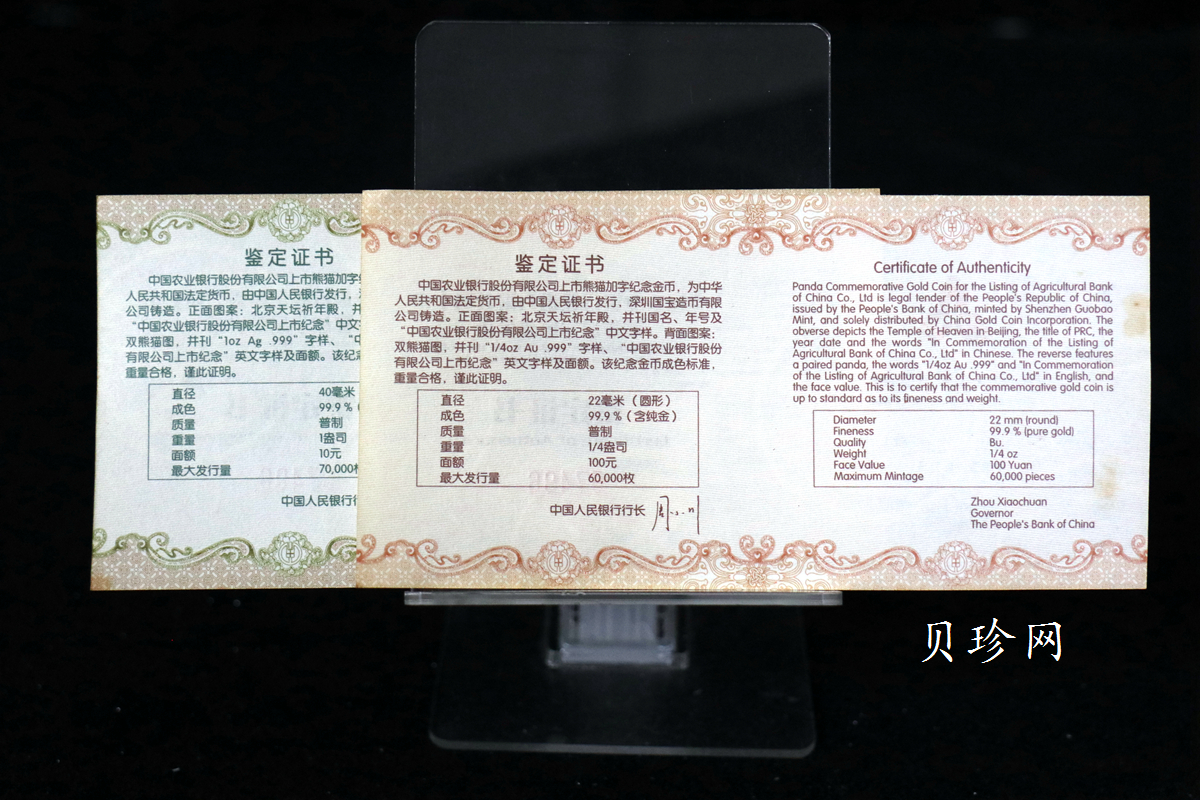 鉴定证书
中国农业银行股份有限公司上市熊猫加字
人民共和国法定货币，由中国人民银行发行，
公司铸造。正面图案：北京天坛祈年殿，并
“中国农业银行股份有限公司上市纪念”中文
双熊猫图，并刊“1oz Ag .999”字样、“中
有限公司上市纪念”英文字样及面额。该纪
重量合格，谨此证明。
直径 40毫米
成色 99.9%
质量 普制
重量 1盎司
面额 10元
最大发行量 70,000枚
中国人民银行
鉴定证书
中国农业银行股份有限公司上市熊猫加字纪念金币，为中华
人民共和国法定货币，由中国人民银行发行，深圳国宝造币有限
公司铸造。正面图案：北京天坛祈年殿，并刊国名、年号及
“中国农业银行股份有限公司上市纪念”中文字样。背面图案：
双熊猫图，并刊“1/4oz Au .999”字样、“中国农业银行股份
有限公司上市纪念”英文字样及面额。该纪念金币成色标准，
重量合格，谨此证明。
直径 22毫米（圆形）
成色 99.9%（含纯金）
质量 普制
重量 1/4盎司
面额 100元
最大发行量 60,000枚
中国人民银行行长
Certificate of Authenticity
Panda Commemorative Gold Coin for the Listing of Agricultural Bank
of China Co., Ltd is legal tender of the People's Republic of China,
issued by the People's Bank of China, minted by Shenzhen Guobao
Mint, and solely distributed by China Gold Coin Incorporation. The
obverse depicts the Temple of Heaven in Beijing, the title of PRC, the
year date and the words "In Commemoration of the Listing of
Agricultural Bank of China Co., Ltd" in Chinese. The reverse features
a paired panda, the words "1/4oz Au .999" and "In Commemoration
of the Listing of Agricultural Bank of China Co., Ltd" in English, and
the face value. This is to certify that the commemorative gold coin is
up to standard as to its fineness and weight.
Diameter 22 mm (round)
Fineness 99.9 % (pure gold)
Quality Bu.
Weight 1/4 oz
Face Value 100 Yuan
Maximum Mintage 60,000 pieces
Zhou Xiaochuan
Governor
The People's Bank of China
贝珍网